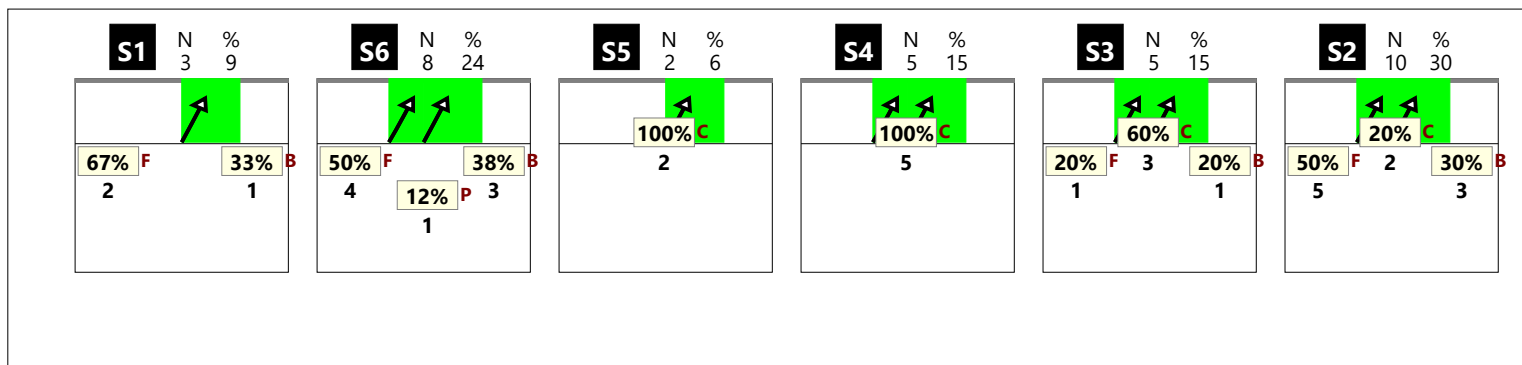 S1 N % S6 N % S5 N % S4 N % S3 N % S2 N %
3 9 8 24 2 6 5 15 5 15 10 30
100% C 100% C 60% C 20% C
67% F 33% B 50% F 38% B 2 5 20% F 3 20% B 50% F 2 30% B
2 1 4 12% P 3 1 1 5 3
1